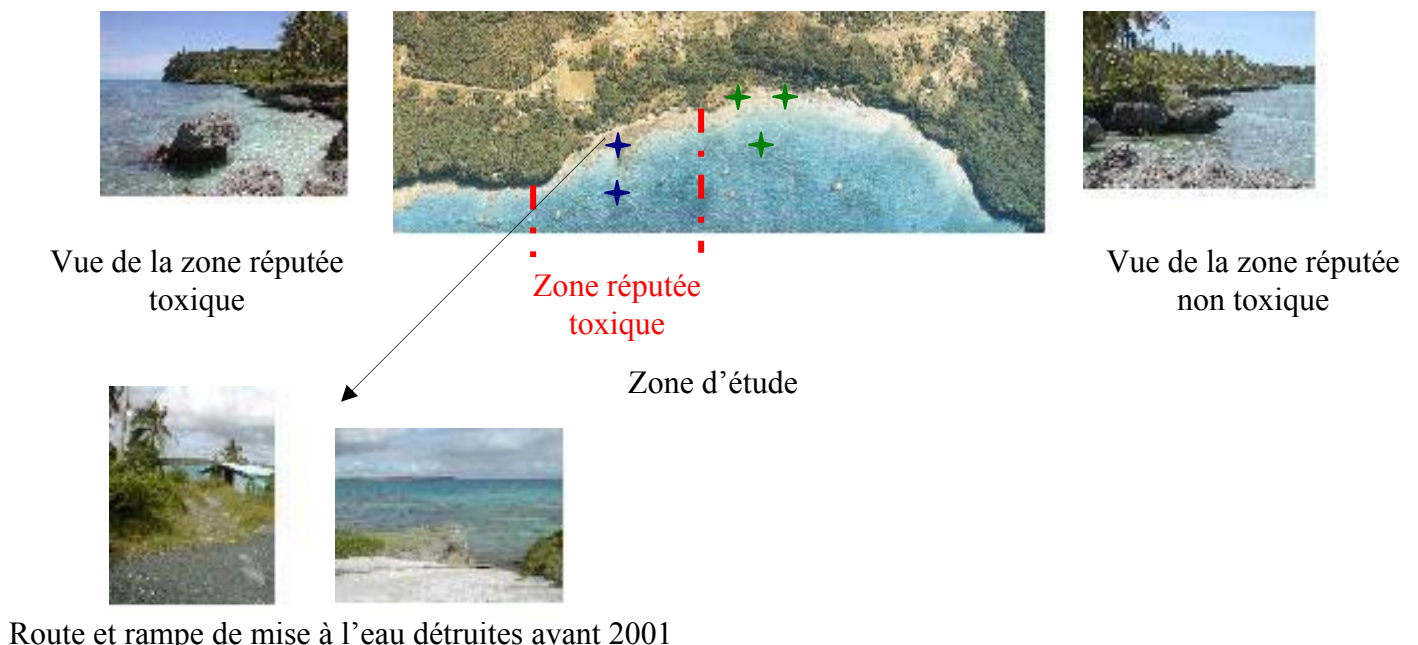 Vue de la zone réputée
toxique
Zone réputée
toxique
Vue de la zone réputée
non toxique
Zone d’étude
Route et rampe de mise à l’eau détruites avant 2001